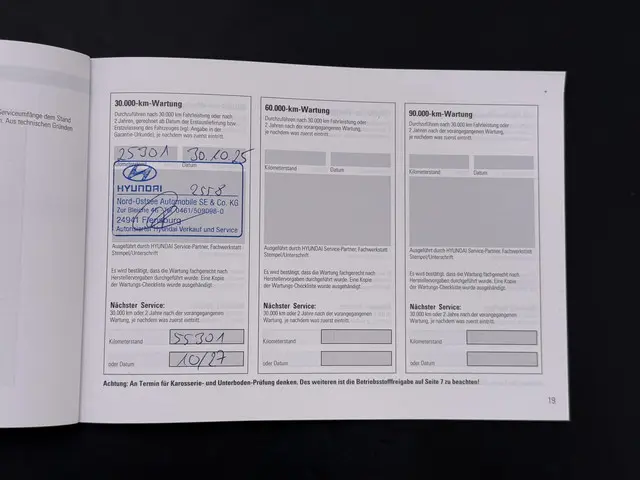 Serviceumfänge dem Stand
Aus technischen Gründen
30.000-km-Wartung
Durchzuführen nach 30.000 km Fahrleistung oder nach
2 Jahren, gerechnet ab Datum der Erstauslieferung bzw.
Erstzulassung des Fahrzeuges (vgl. Angabe in der
Garantie-Urkunde), je nachdem was zuerst eintritt.
25301 30.10.25
Kilometerstand Datum
HYUNDAI 2558
Nord-Ostsee Automobile SE & Co. KG
Zur Bleiche 46 Tel. 0461/509098-0
24941 Flensburg
Autorisierter Hyundai Verkauf und Service
Ausgeführt durch HYUNDAI Service-Partner, Fachwerkstatt
Stempel/Unterschrift
Es wird bestätigt, dass die Wartung fachgerecht nach
Herstellervorgaben durchgeführt wurde. Eine Kopie
der Wartungs-Checkliste wurde ausgehändigt.
Nächster Service:
30.000 km oder 2 Jahre nach der vorangegangenen
Wartung, je nachdem was zuerst eintritt.
Kilometerstand 55301
oder Datum 10/27
60.000-km-Wartung
Durchzuführen nach 30.000 km Fahrleistung oder
2 Jahren nach der vorangegangenen Wartung,
je nachdem was zuerst eintritt.
Kilometerstand Datum
Ausgeführt durch HYUNDAI Service-Partner, Fachwerkstatt
Stempel/Unterschrift
Es wird bestätigt, dass die Wartung fachgerecht nach
Herstellervorgaben durchgeführt wurde. Eine Kopie
der Wartungs-Checkliste wurde ausgehändigt.
Nächster Service:
30.000 km oder 2 Jahre nach der vorangegangenen
Wartung, je nachdem was zuerst eintritt.
Kilometerstand
oder Datum
90.000-km-Wartung
Durchzuführen nach 30.000 km Fahrleistung oder
2 Jahren nach der vorangegangenen Wartung,
je nachdem was zuerst eintritt.
Kilometerstand Datum
Ausgeführt durch HYUNDAI Service-Partner, Fachwerkstatt
Stempel/Unterschrift
Es wird bestätigt, dass die Wartung fachgerecht nach
Herstellervorgaben durchgeführt wurde. Eine Kopie
der Wartungs-Checkliste wurde ausgehändigt.
Nächster Service:
30.000 km oder 2 Jahre nach der vorangegangenen
Wartung, je nachdem was zuerst eintritt.
Kilometerstand
oder Datum
Achtung: An Termin für Karosserie- und Unterboden-Prüfung denken. Des weiteren ist die Betriebsstofffreigabe auf Seite 7 zu beachten!
19